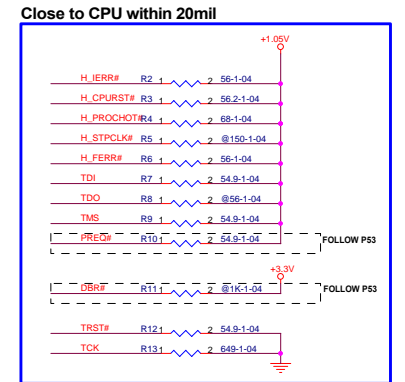 Close to CPU within 20mil
+1.05V
H_IERR# R2 1 2 56-1-04
H_CPURST# R3 1 2 56.2-1-04
H_PROCHOT# R4 1 2 68-1-04
H_STPCLK# R5 1 2 @150-1-04
H_FERR# R6 1 2 56-1-04
TDI R7 1 2 54.9-1-04
TDO R8 1 2 @56-1-04
TMS R9 1 2 54.9-1-04
PREQ# R10 1 2 54.9-1-04 FOLLOW P53
+3.3V
DBR# R11 1 2 @1K-1-04 FOLLOW P53
TRST# R12 1 2 54.9-1-04
TCK R13 1 2 649-1-04